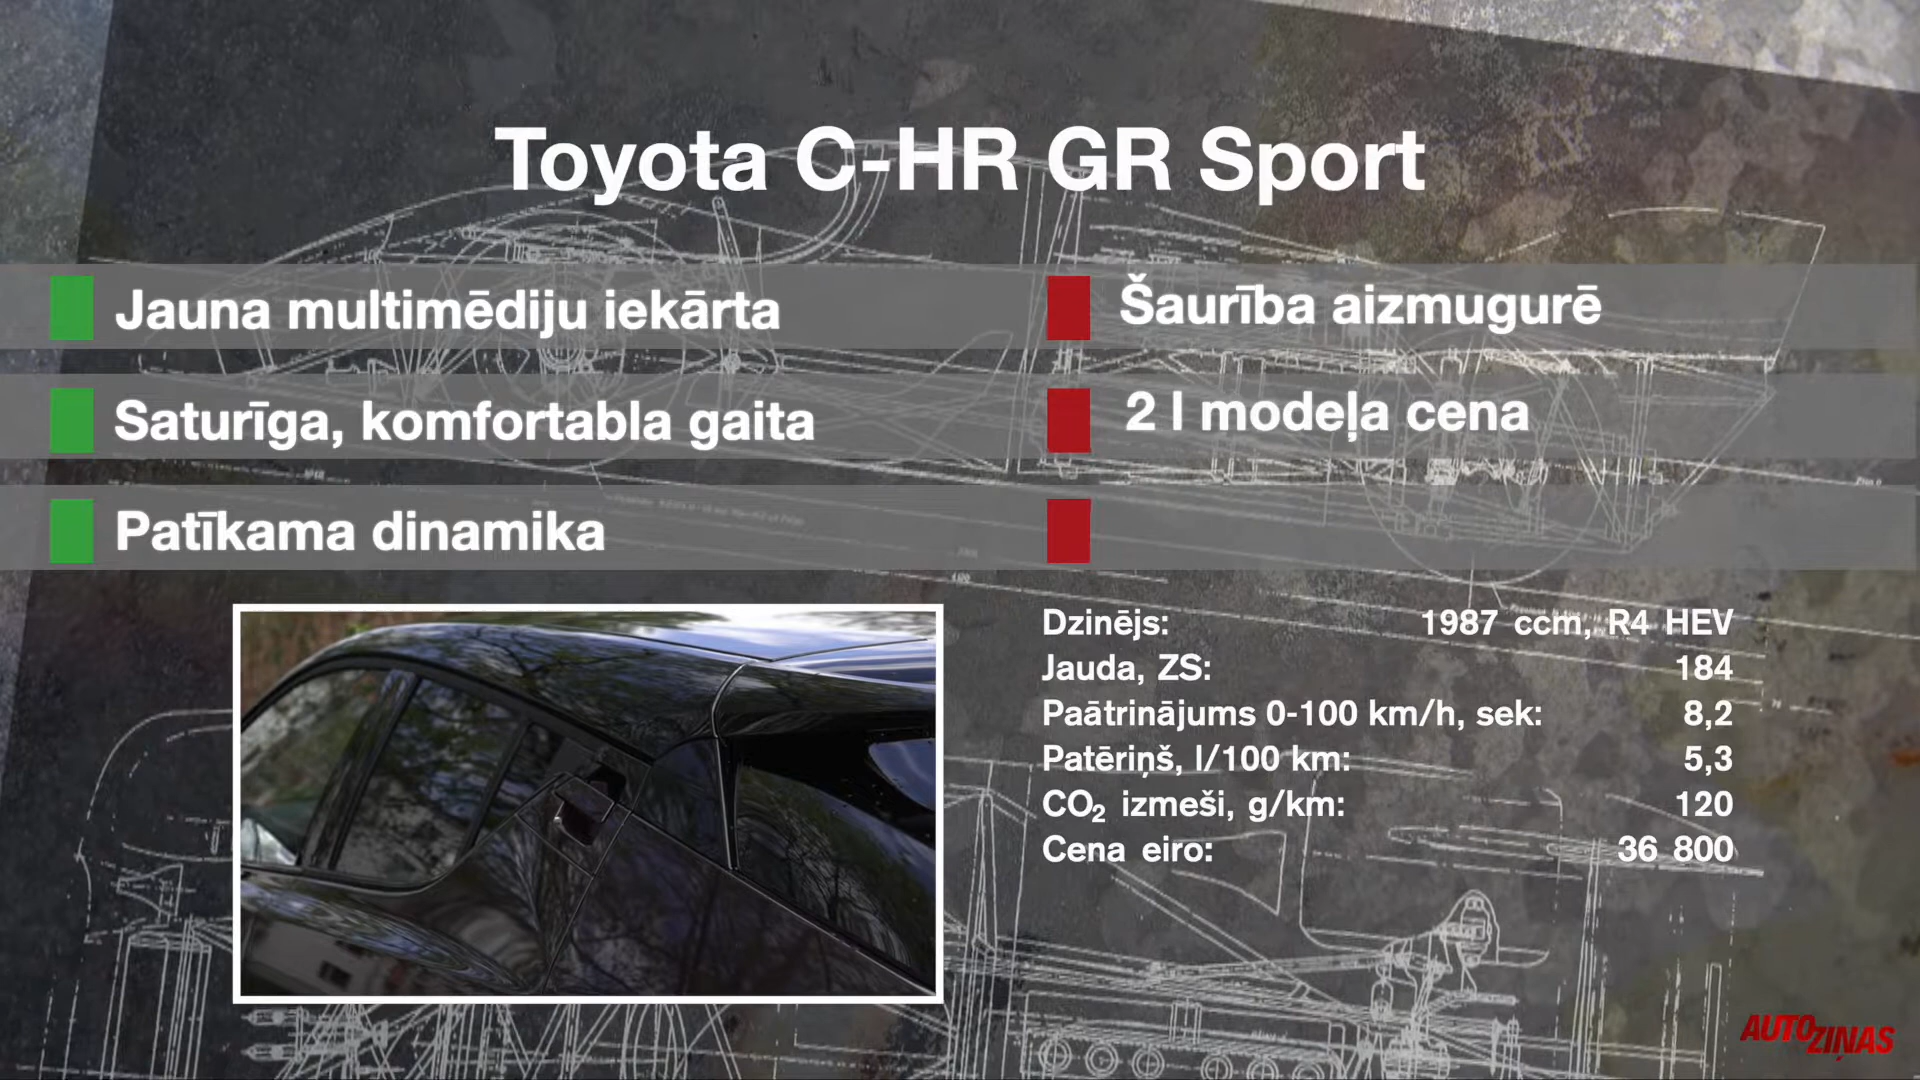 Toyota C-HR GR Sport
Jauna multimēdiju iekārta
Saturīga, komfortabla gaita
Patīkama dinamika
Šaurība aizmugurē
2 l modeļa cena
Dzinējs: 1987 ccm, R4 HEV
Jauda, ZS: 184
Paātrinājums 0-100 km/h, sek: 8,2
Patēriņš, l/100 km: 5,3
CO₂ izmeši, g/km: 120
Cena eiro: 36 800
AUTO ZIŅAS